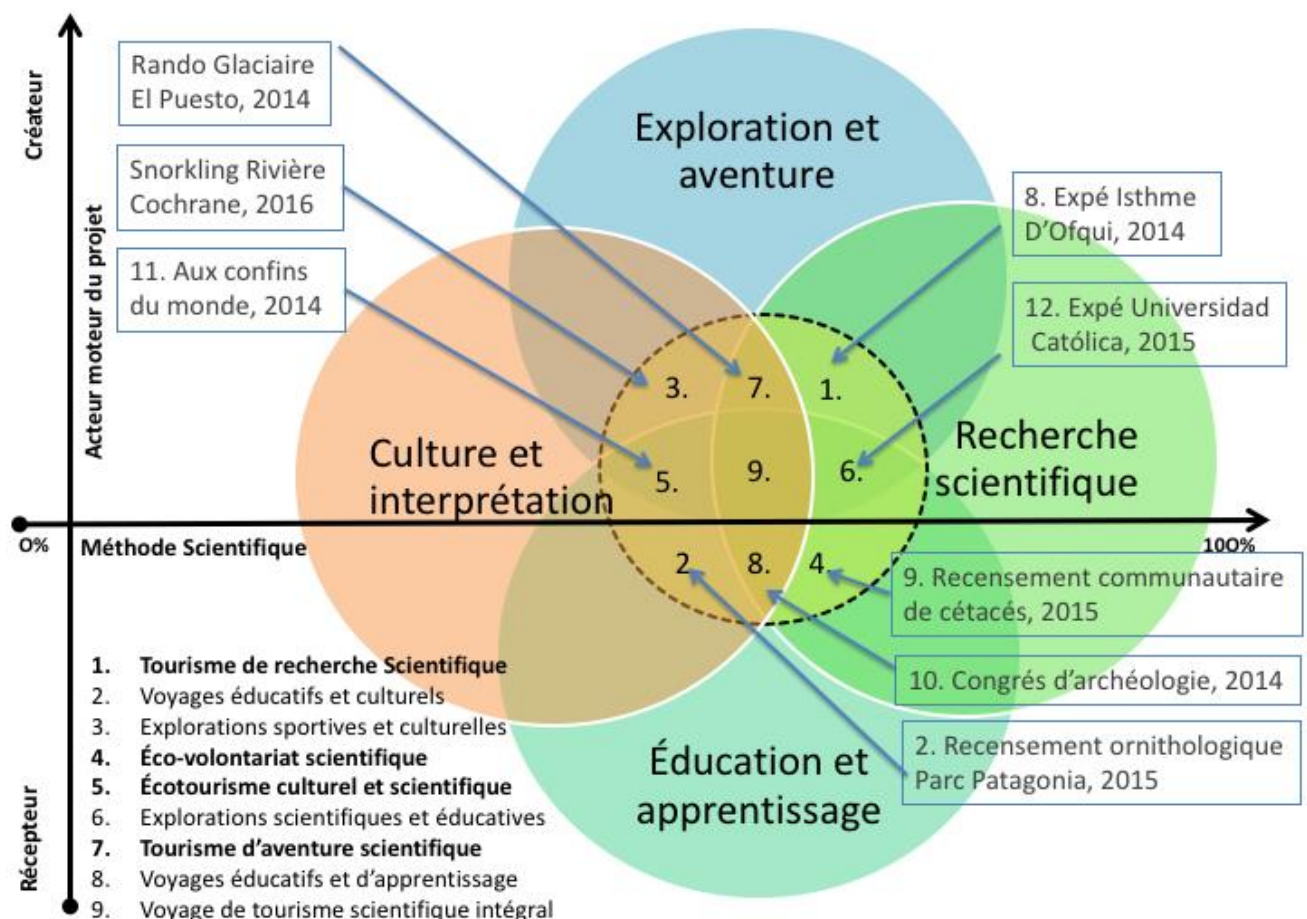 Créateur
Acteur moteur du projet
Récepteur
Rando Glaciaire
El Puesto, 2014
Snorkling Rivière
Cochrane, 2016
11. Aux confins
du monde, 2014
Exploration et
aventure
8. Expé Isthme
D’Ofqui, 2014
12. Expé Universidad
Católica, 2015
Culture et
interprétation
Recherche
scientifique
3.
7.
1.
5.
9.
6.
2
8.
4.
O%
Méthode Scientifique
10O%
9. Recensement communautaire
de cétacés, 2015
10. Congrés d’archéologie, 2014
2. Recensement ornithologique
Parc Patagonia, 2015
Éducation et
apprentissage
1. Tourisme de recherche Scientifique
2. Voyages éducatifs et culturels
3. Explorations sportives et culturelles
4. Éco-volontariat scientifique
5. Écotourisme culturel et scientifique
6. Explorations scientifiques et éducatives
7. Tourisme d’aventure scientifique
8. Voyages éducatifs et d’apprentissage
9. Voyage de tourisme scientifique intégral